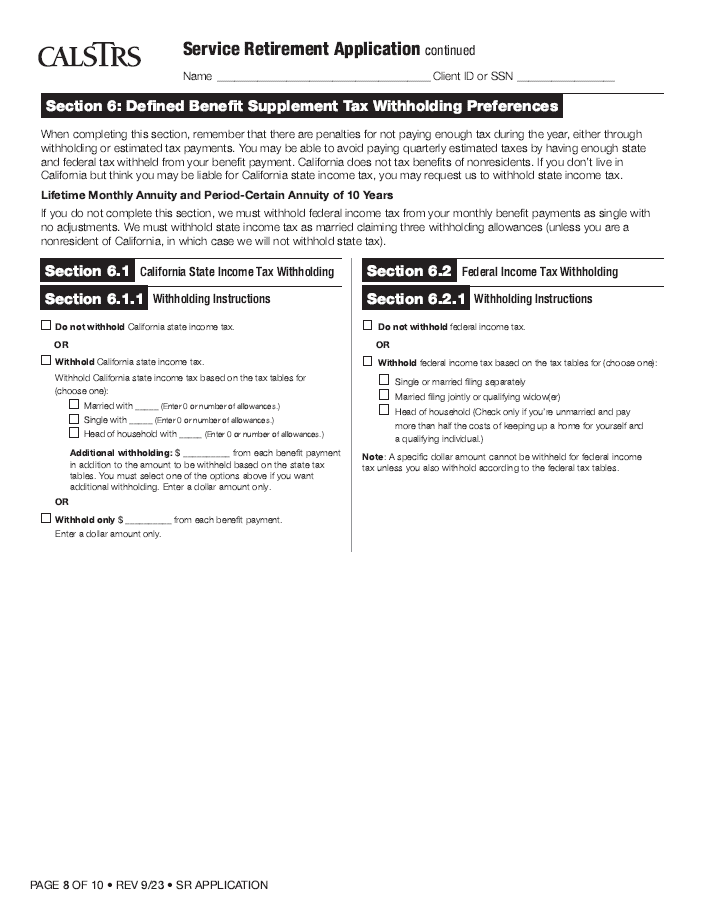 CALSTRS
Service Retirement Application continued
Name ___________________________________ Client ID or SSN ________________
Section 6: Defined Benefit Supplement Tax Withholding Preferences
When completing this section, remember that there are penalties for not paying enough tax during the year, either through
withholding or estimated tax payments. You may be able to avoid paying quarterly estimated taxes by having enough state
and federal tax withheld from your benefit payment. California does not tax benefits of nonresidents. If you don't live in
California but think you may be liable for California state income tax, you may request us to withhold state income tax.
Lifetime Monthly Annuity and Period-Certain Annuity of 10 Years
If you do not complete this section, we must withhold federal income tax from your monthly benefit payments as single with
no adjustments. We must withhold state income tax as married claiming three withholding allowances (unless you are a
nonresident of California, in which case we will not withhold state tax).
Section 6.1 California State Income Tax Withholding
Section 6.1.1 Withholding Instructions
Do not withhold California state income tax.
OR
Withhold California state income tax.
Withhold California state income tax based on the tax tables for
(choose one):
Married with _____ (Enter 0 or number of allowances.)
Single with _____ (Enter 0 or number of allowances.)
Head of household with _____ (Enter 0 or number of allowances.)
Additional withholding: $ __________ from each benefit payment
in addition to the amount to be withheld based on the state tax
tables. You must select one of the options above if you want
additional withholding. Enter a dollar amount only.
OR
Withhold only $ __________ from each benefit payment.
Enter a dollar amount only.
Section 6.2 Federal Income Tax Withholding
Section 6.2.1 Withholding Instructions
Do not withhold federal income tax.
OR
Withhold federal income tax based on the tax tables for (choose one):
Single or married filing separately
Married filing jointly or qualifying widow(er)
Head of household (Check only if you're unmarried and pay
more than half the costs of keeping up a home for yourself and
a qualifying individual.)
Note: A specific dollar amount cannot be withheld for federal income
tax unless you also withhold according to the federal tax tables.
PAGE 8 OF 10 • REV 9/23 • SR APPLICATION